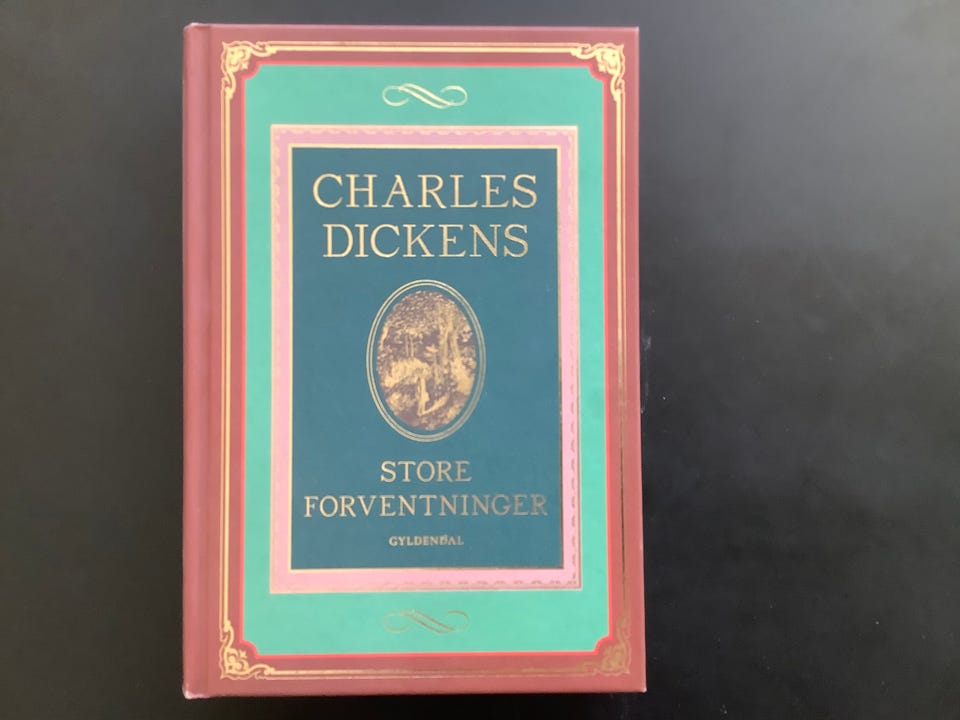 CHARLES
DICKENS
STORE
FORVENTNINGER
GYLDENDAL